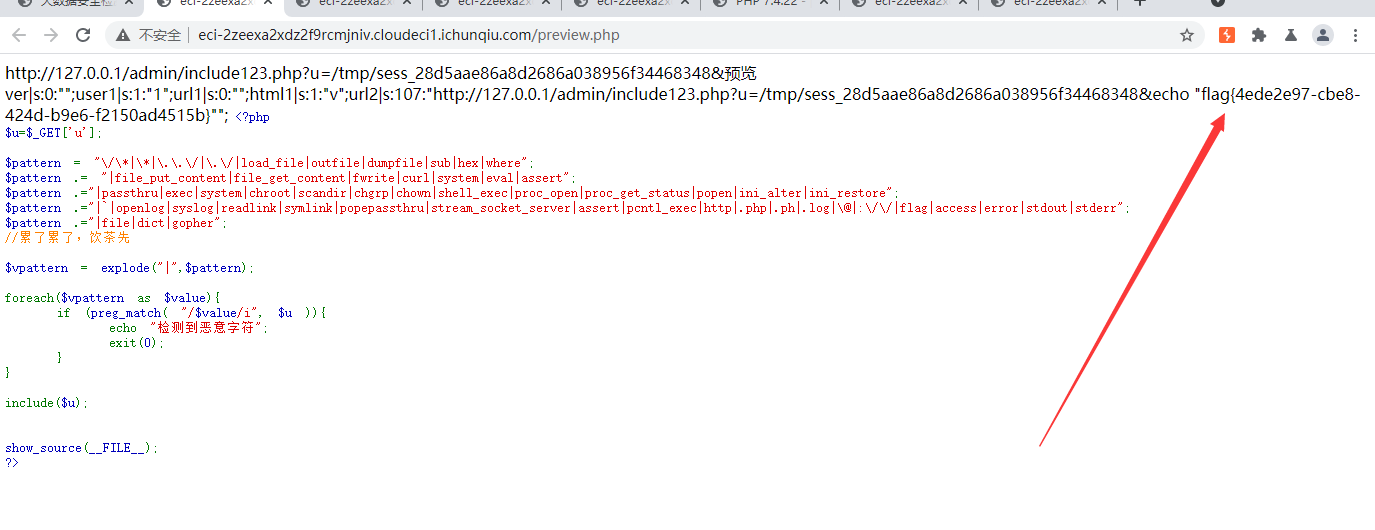 大数据安全检
eci-2zeexa2
eci-2zeexa2
eci-2zeexa2
eci-2zeexa2
PHP 7.4.22 -
eci-2zeexa2
eci-2zeexa2
不安全 | eci-2zeexa2xdz2f9rcmjniv.cloudeci1.ichunqiu.com/preview.php
http://127.0.0.1/admin/include123.php?u=/tmp/sess_28d5aae86a8d2686a038956f34468348&预览
ver|s:0:"";user1|s:1:"1";url1|s:0:"";html1|s:1:"v";url2|s:107:"http://127.0.0.1/admin/include123.php?u=/tmp/sess_28d5aae86a8d2686a038956f34468348&echo "flag{4ede2e97-cbe8-
424d-b9e6-f2150ad4515b}""; <?php
$u=$_GET['u'];
$pattern = "\/\*|\*|\.\.\/|\.\/|load_file|outfile|dumpfile|sub|hex|where";
$pattern .= "|file_put_content|file_get_content|fwrite|curl|system|eval|assert";
$pattern .="|passthru|exec|system|chroot|scandir|chgrp|chown|shell_exec|proc_open|proc_get_status|popen|ini_alter|ini_restore";
$pattern .="|`|openlog|syslog|readlink|symlink|popepassthru|stream_socket_server|assert|pcntl_exec|http|.php|.ph|.log|\@|:\/\/|flag|access|error|stdout|stderr";
$pattern .="|file|dict|gopher";
//累了累了，饮茶先
$vpattern = explode("|",$pattern);
foreach($vpattern as $value){
if (preg_match( "/$value/i", $u )){
echo "检测到恶意字符";
exit(0);
}
}
include($u);
show_source(__FILE__);
?>